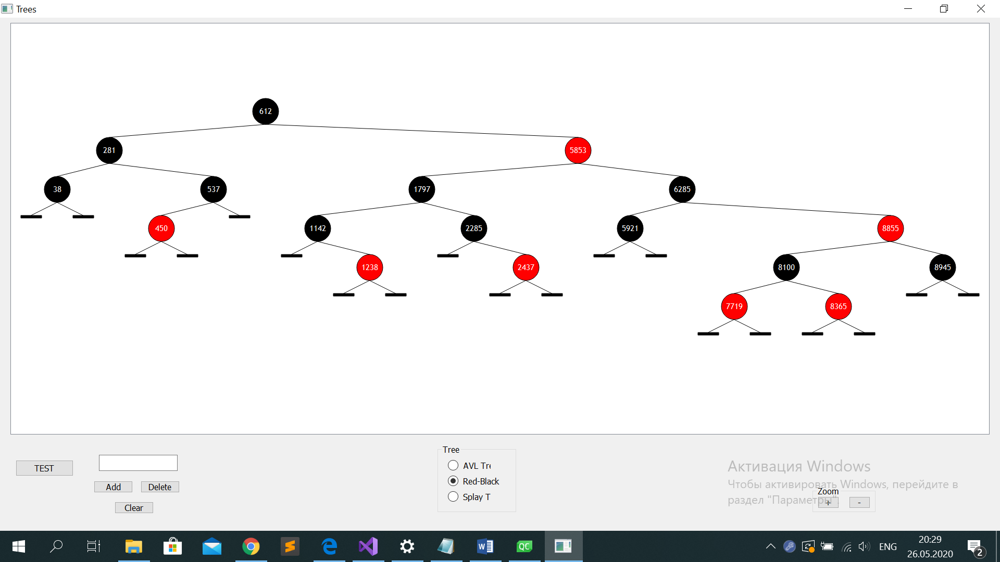 Trees
612
281
5853
38
537
1797
6285
450
1142
2285
5921
8855
1238
2437
8100
8945
7719
8365
Tree
TEST
AVL Tre
Red-Black
Splay T
Add
Delete
Clear
Активация Windows
Чтобы активировать Windows, перейдите в
раздел "Параметры".
Zoom
+
-
W
QC
ENG
20:29
26.05.2020
2